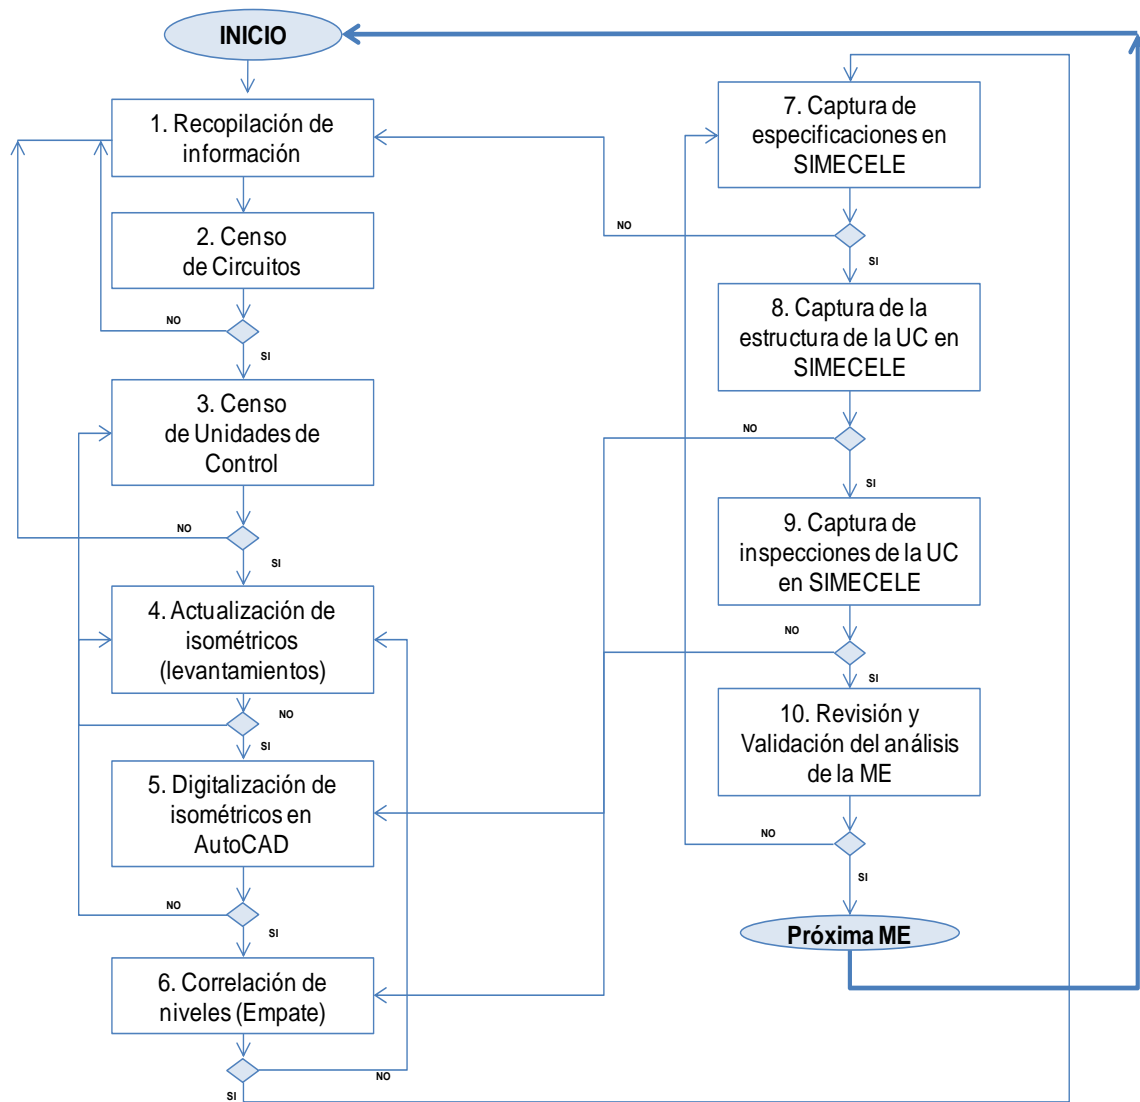 INICIO
1. Recopilación de
información
2. Censo
de Circuitos
NO
SI
3. Censo
de Unidades de
Control
NO
SI
4. Actualización de
isométricos
(levantamientos)
NO
SI
5. Digitalización de
isométricos en
AutoCAD
NO
SI
6. Correlación de
niveles (Empate)
NO
SI
7. Captura de
especificaciones en
SIMECELE
NO
SI
8. Captura de la
estructura de la UC en
SIMECELE
NO
SI
9. Captura de
inspecciones de la UC
en SIMECELE
NO
SI
10. Revisión y
Validación del análisis
de la ME
NO
SI
Próxima ME